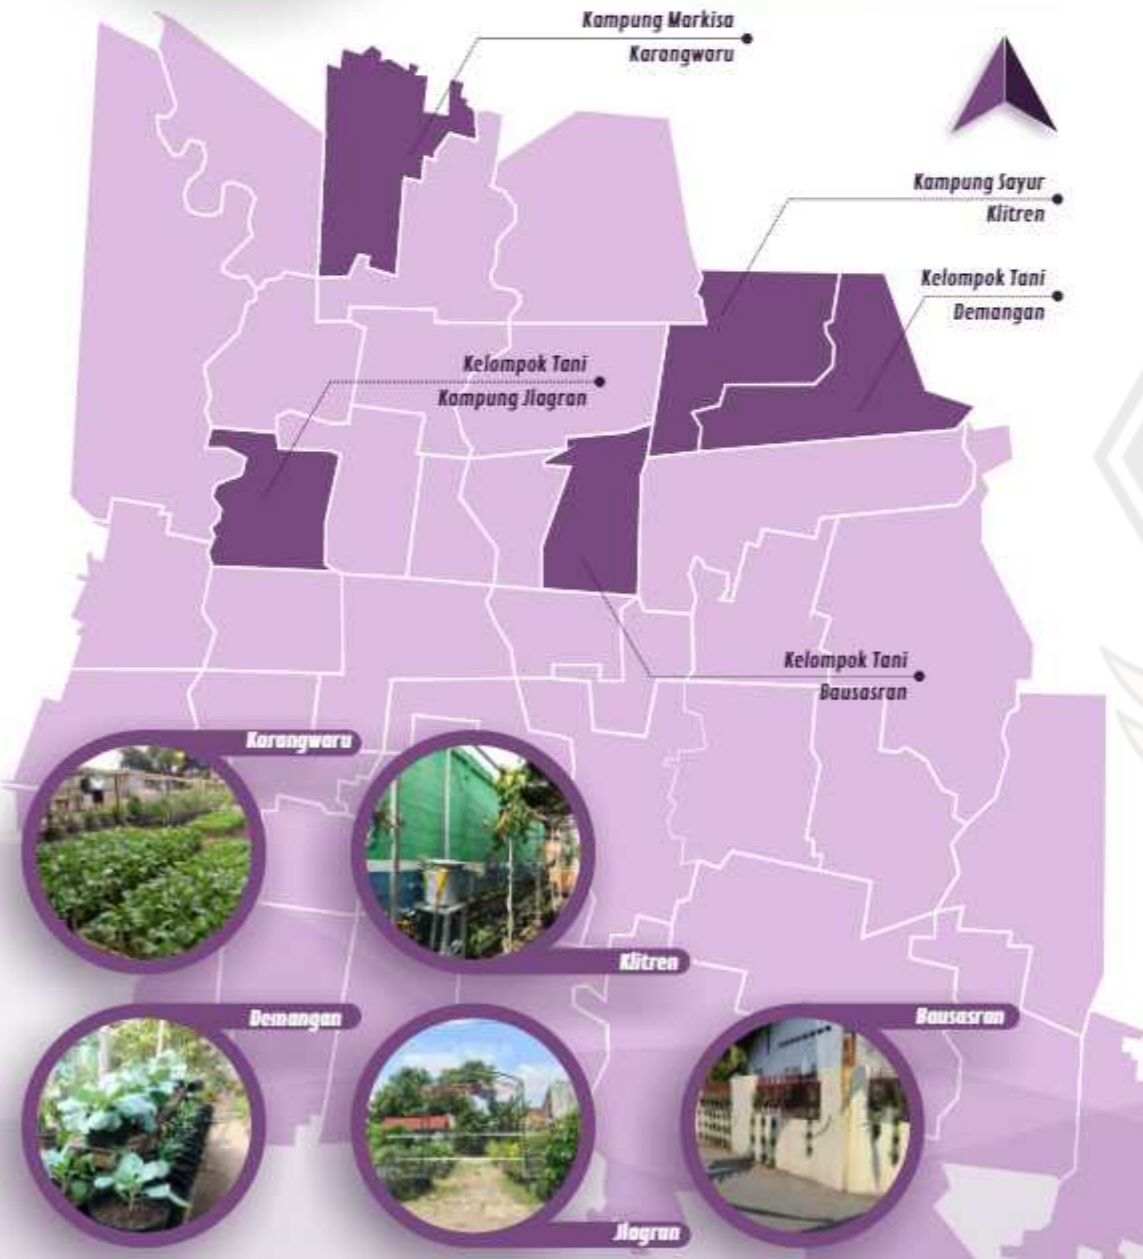 Kampung Markisa
Karangwaru
Kampung Sayur
Klitren
Kelompok Tani
Demangan
Kelompok Tani
Kampung Jlagran
Kelompok Tani
Bausasran
Karangwaru
Klitren
Demangan
Jlagran
Bausasran